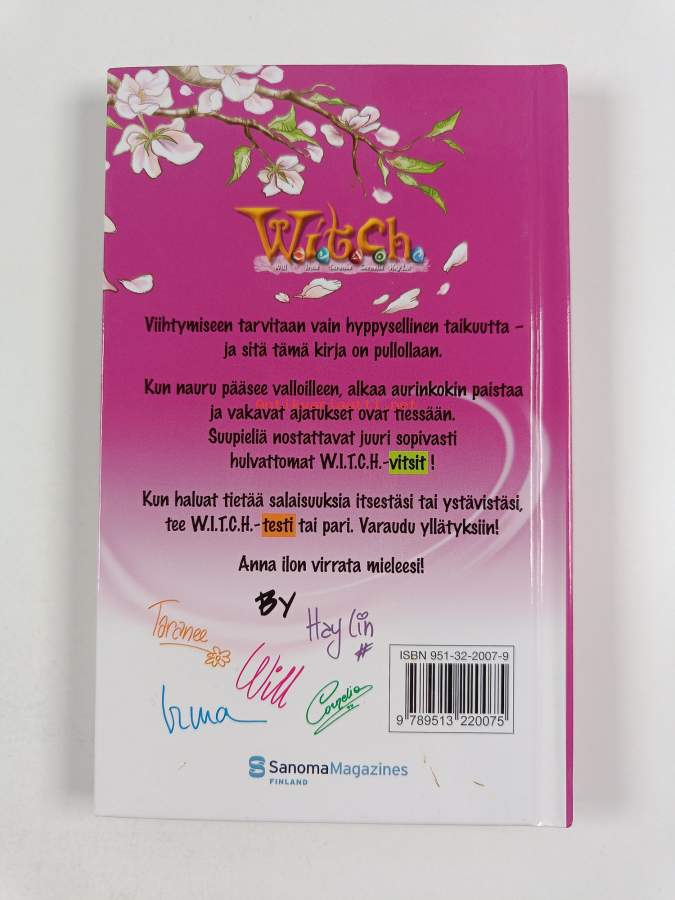 W.I.T.C.H.
Will Irma Taranee Cornelia Hay Lin
Viihtymiseen tarvitaan vain hyppysellinen taikuutta –
ja sitä tämä kirja on pullollaan.
Kun nauru pääsee valloilleen, alkaa aurinkokin paistaa
ja vakavat ajatukset ovat tiessään.
Suupieliä nostattavat juuri sopivasti
hulvattomat W.I.T.C.H.-vitsit !
Kun haluat tietää salaisuuksia itsestäsi tai ystävistäsi,
tee W.I.T.C.H.-testi tai pari. Varaudu yllätyksiin!
Anna ilon virrata mieleesi!
BY
Taranee
Hay Lin
Will
Irma
Cornelia
ISBN 951-32-2007-9
9 789513 220075
SanomaMagazines
FINLAND